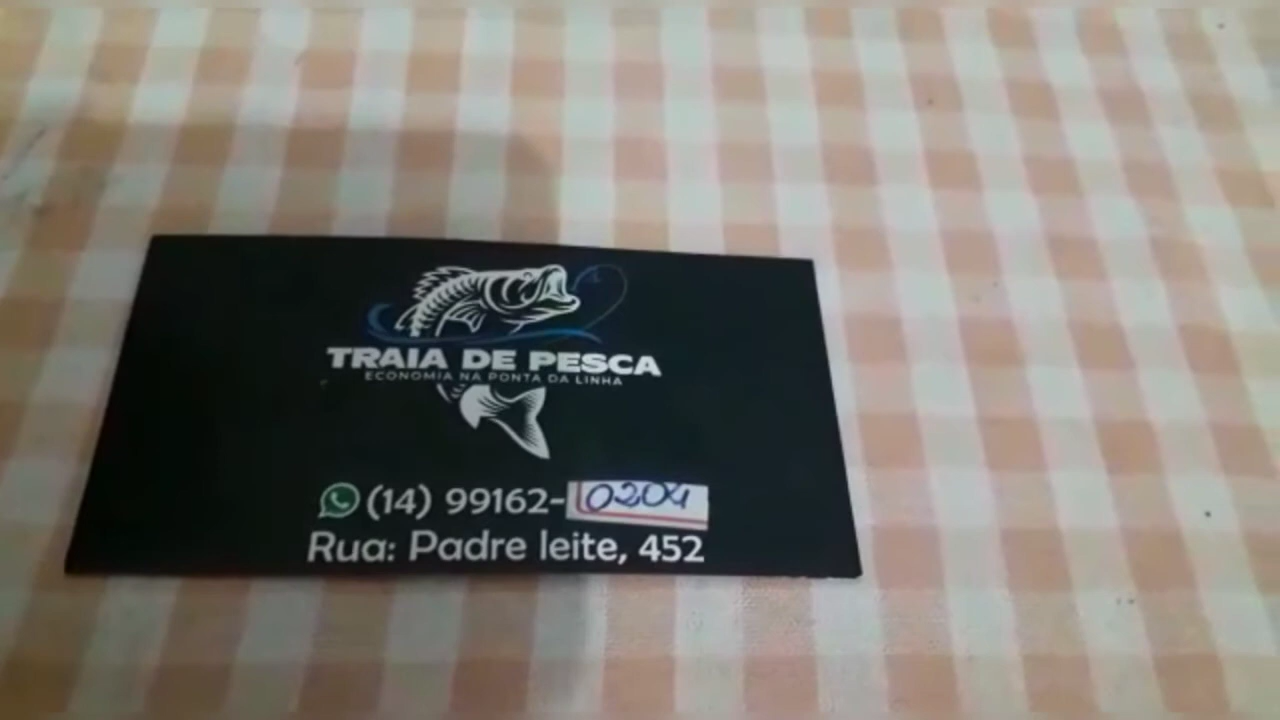 TRAIA DE PESCA
ECONOMIA NA PONTA DA LINHA
(14) 99162-0204
Rua: Padre leite, 452